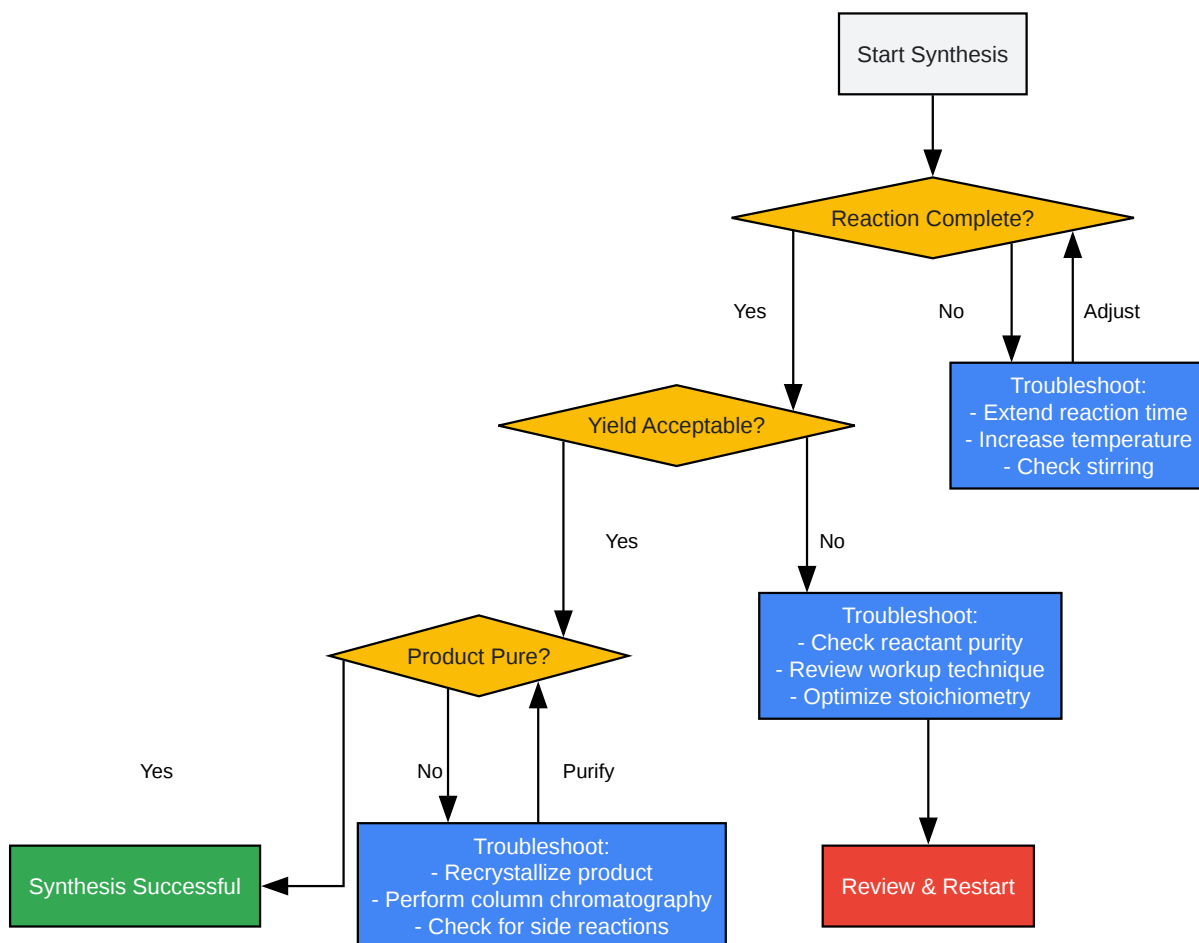 Start Synthesis
Reaction Complete?
Yes
No
Adjust
Troubleshoot:
- Extend reaction time
- Increase temperature
- Check stirring
Yield Acceptable?
Yes
No
Troubleshoot:
- Check reactant purity
- Review workup technique
- Optimize stoichiometry
Product Pure?
Yes
No
Purify
Troubleshoot:
- Recrystallize product
- Perform column chromatography
- Check for side reactions
Synthesis Successful
Review & Restart